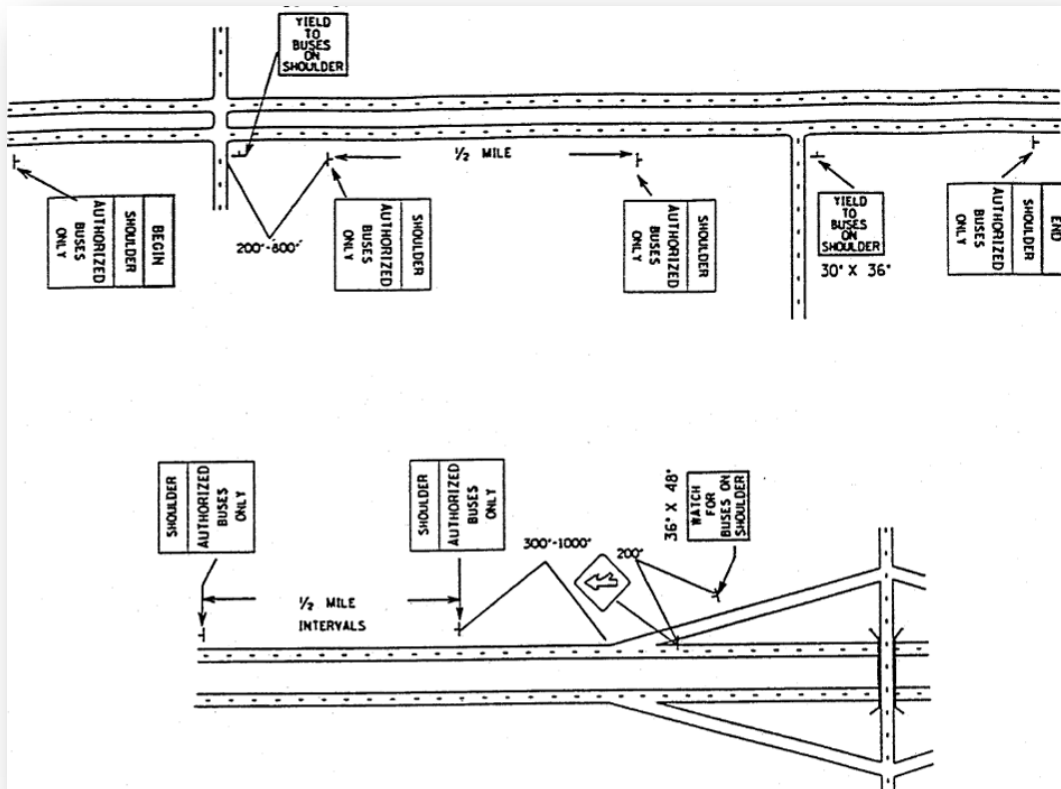 YIELD
TO
BUSES
ON
SHOULDER
1/2 MILE
BEGIN
SHOULDER
AUTHORIZED
BUSES
ONLY
200'-800'
SHOULDER
AUTHORIZED
BUSES
ONLY
SHOULDER
AUTHORIZED
BUSES
ONLY
YIELD
TO
BUSES
ON
SHOULDER
30" X 36"
END
SHOULDER
AUTHORIZED
BUSES
ONLY
SHOULDER
AUTHORIZED
BUSES
ONLY
SHOULDER
AUTHORIZED
BUSES
ONLY
1/2 MILE
INTERVALS
300'-1000'
200'
36" X 48"
WATCH
FOR
BUSES ON
SHOULDER